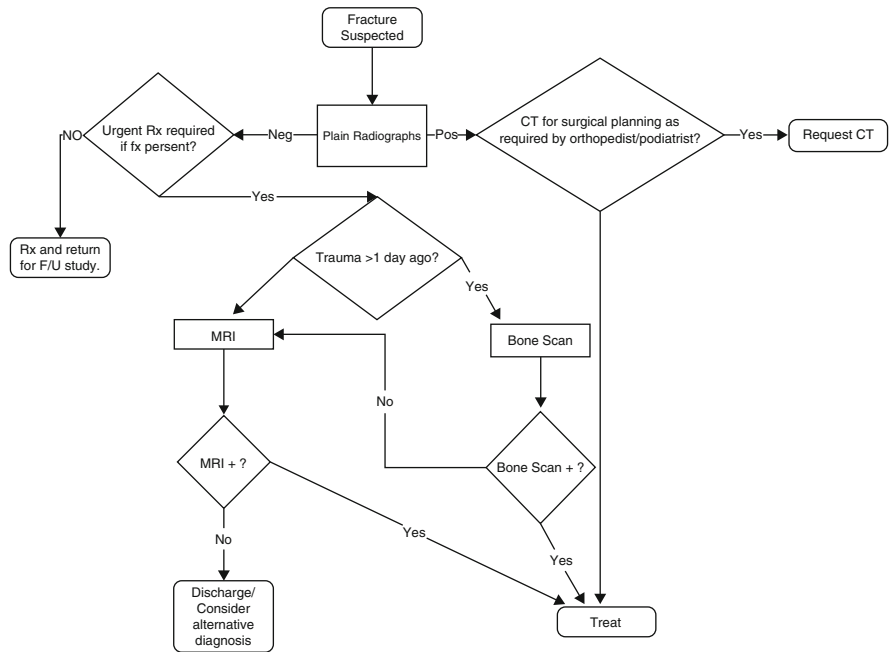 Fracture
Suspected
NO
Urgent Rx required
if fx persent?
Neg
Plain Radiographs
Pos
CT for surgical planning as
required by orthopedist/podiatrist?
Yes
Request CT
Yes
Rx and return
for F/U study.
Trauma >1 day ago?
Yes
MRI
Bone Scan
No
MRI + ?
Bone Scan + ?
No
Yes
Yes
Discharge/
Consider
alternative
diagnosis
Treat